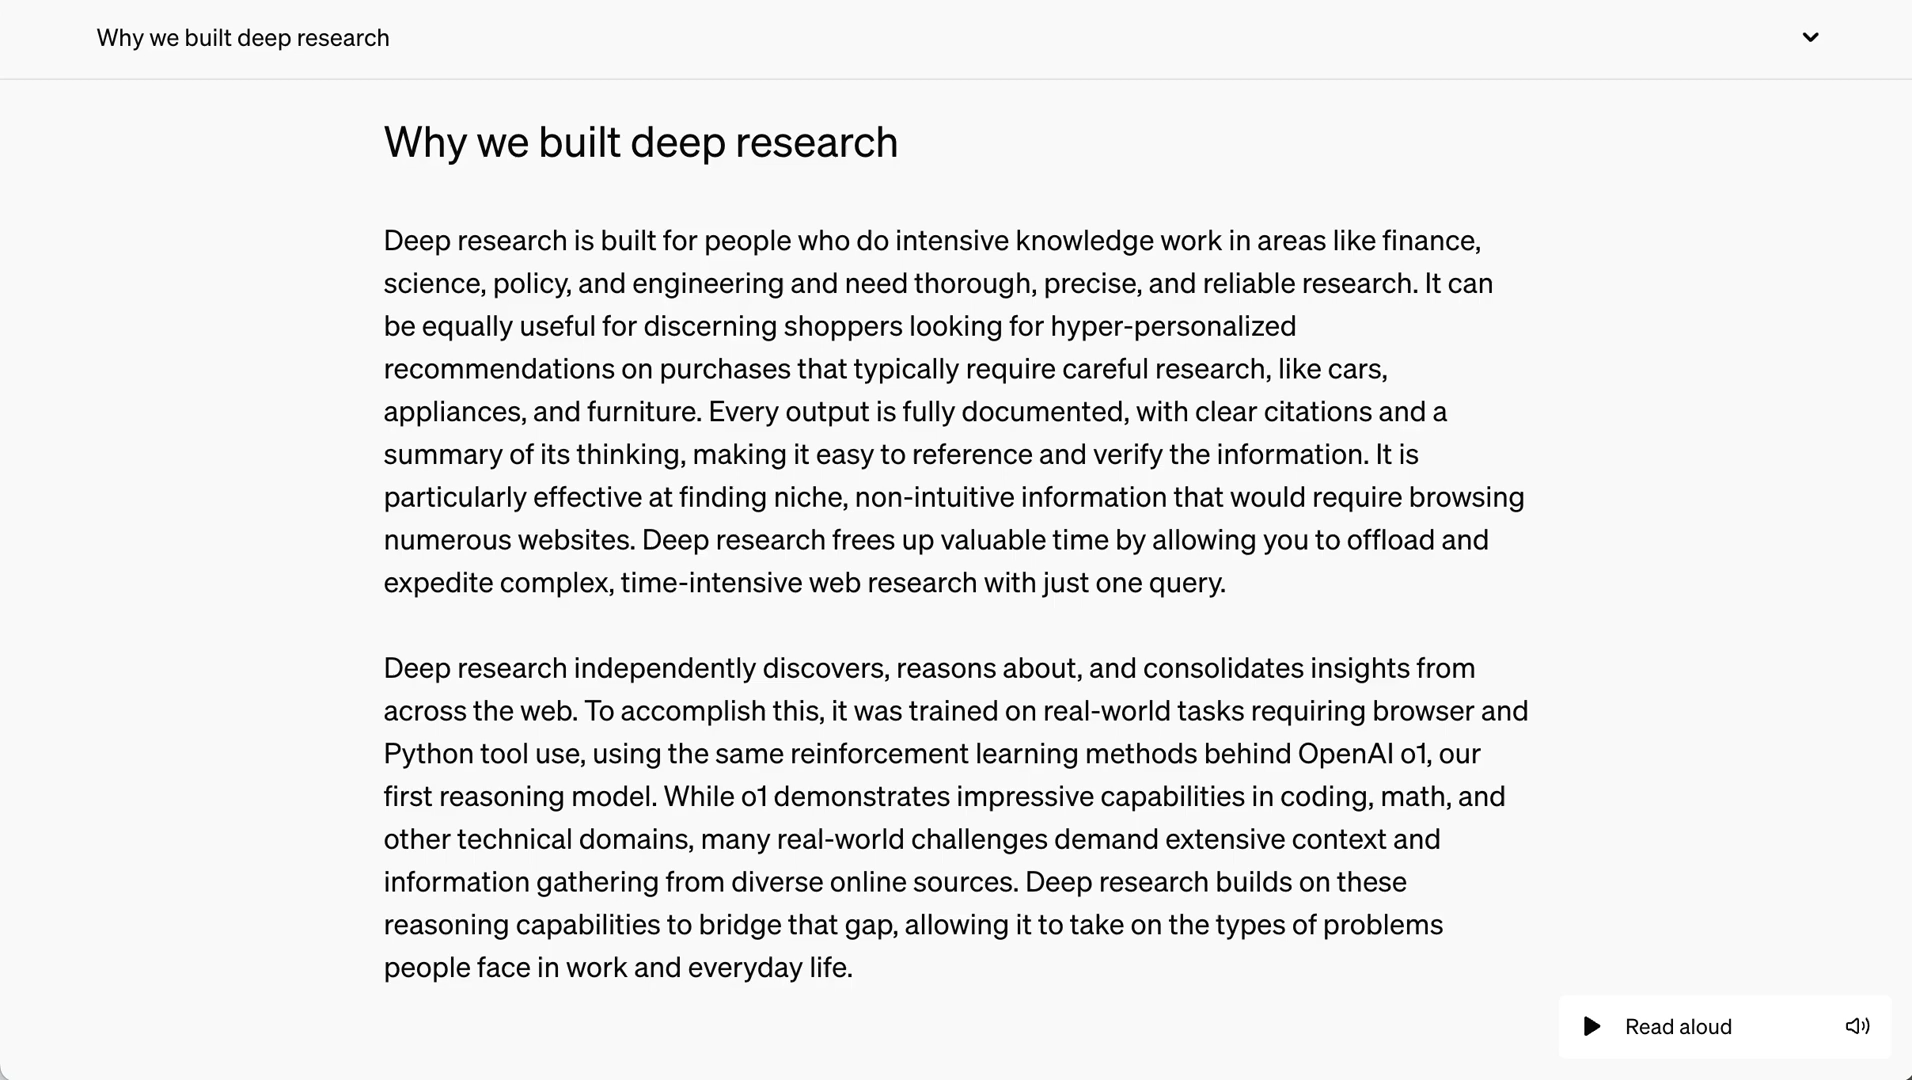 Why we built deep research
Why we built deep research
Deep research is built for people who do intensive knowledge work in areas like finance,
science, policy, and engineering and need thorough, precise, and reliable research. It can
be equally useful for discerning shoppers looking for hyper-personalized
recommendations on purchases that typically require careful research, like cars,
appliances, and furniture. Every output is fully documented, with clear citations and a
summary of its thinking, making it easy to reference and verify the information. It is
particularly effective at finding niche, non-intuitive information that would require browsing
numerous websites. Deep research frees up valuable time by allowing you to offload and
expedite complex, time-intensive web research with just one query.
Deep research independently discovers, reasons about, and consolidates insights from
across the web. To accomplish this, it was trained on real-world tasks requiring browser and
Python tool use, using the same reinforcement learning methods behind OpenAI o1, our
first reasoning model. While o1 demonstrates impressive capabilities in coding, math, and
other technical domains, many real-world challenges demand extensive context and
information gathering from diverse online sources. Deep research builds on these
reasoning capabilities to bridge that gap, allowing it to take on the types of problems
people face in work and everyday life.
Read aloud